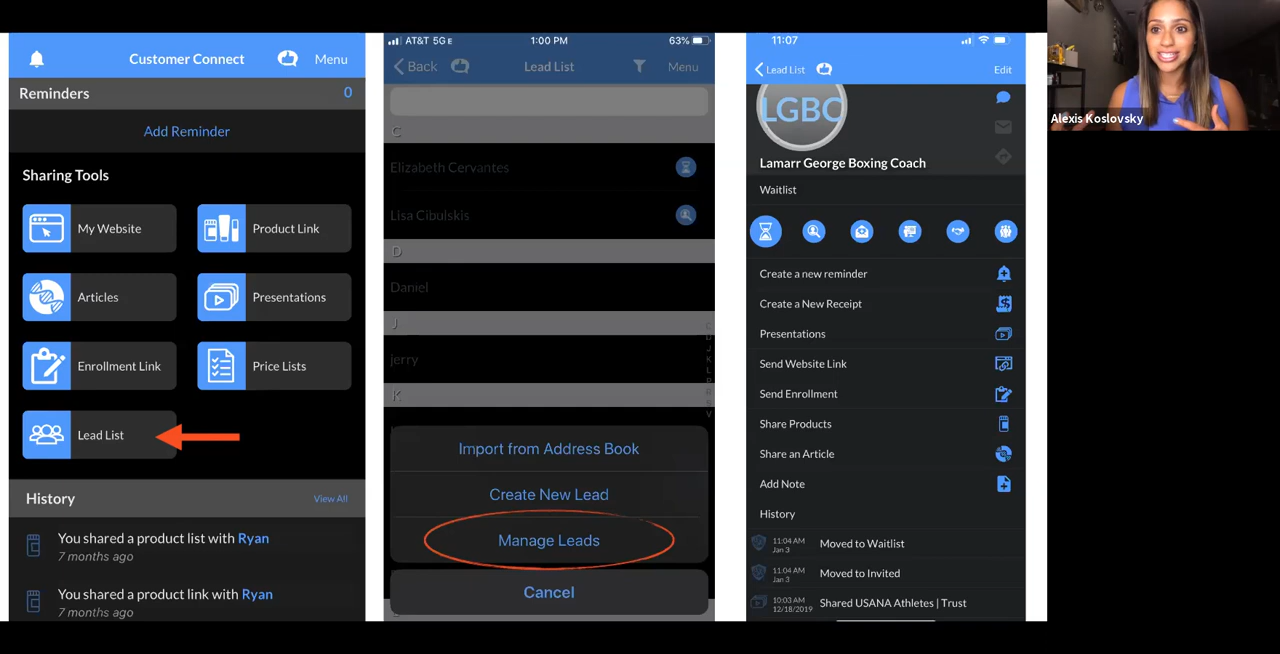 Customer Connect
Menu
Reminders
0
Add Reminder
Sharing Tools
My Website
Product Link
Articles
Presentations
Enrollment Link
Price Lists
Lead List
History
View All
You shared a product list with Ryan
7 months ago
You shared a product link with Ryan
7 months ago
AT&T 5G E
1:00 PM
63%
Back
Lead List
Menu
C
Elizabeth Cervantes
Lisa Cibulskis
D
Daniel
J
jerry
K
C
D
J
K
L
P
R
S
V
Import from Address Book
Create New Lead
Manage Leads
Cancel
11:07
Lead List
Edit
LGBC
Lamarr George Boxing Coach
Waitlist
Create a new reminder
Create a New Receipt
Presentations
Send Website Link
Send Enrollment
Share Products
Share an Article
Add Note
History
11:04 AM
Jan 3
Moved to Waitlist
11:04 AM
Jan 3
Moved to Invited
10:03 AM
12/18/2019
Shared USANA Athletes | Trust
Alexis Koslovsky